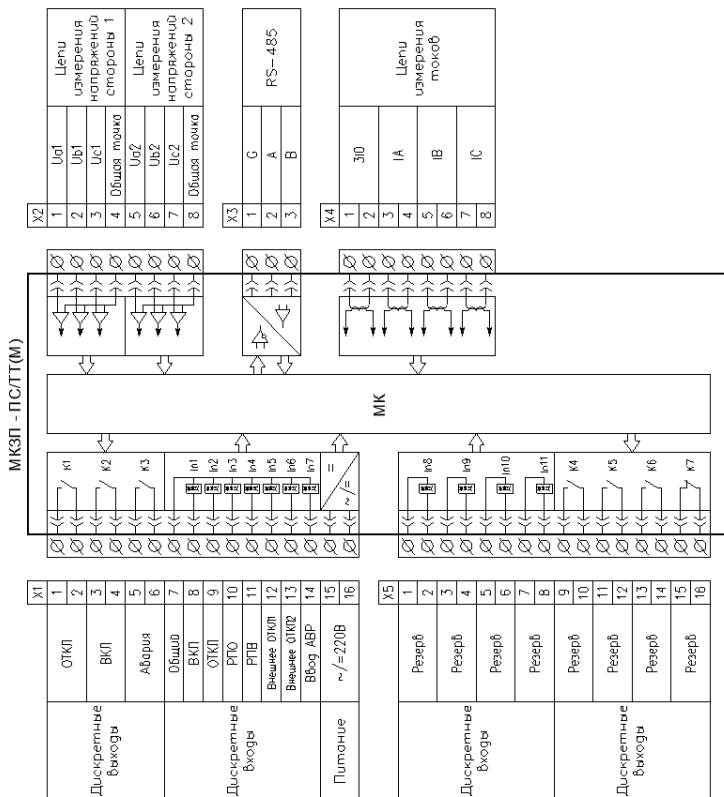 МКЗП - ПС/ТТ(М)
X2
1 Ua1
2 Ub1
3 Uc1
4 Общая точка
Цепи
измерения
напряжений
стороны 1
5 Ua2
6 Ub2
7 Uc2
8 Общая точка
Цепи
измерения
напряжений
стороны 2
X3
1 G
2 A
3 B
RS-485
X4
1
2
3I0
3
4
IA
5
6
IB
7
8
IC
Цепи
измерения
токов
МК
K1
K2
K3
In1
In2
In3
In4
In5
In6
In7
=
~/=
In8
In9
In10
In11
K4
K5
K6
K7
X1
Дискретные
выходы
ОТКЛ
1
2
ВКЛ
3
4
Авария
5
6
Дискретные
входы
Общий 7
ВКЛ 8
ОТКЛ 9
РПО 10
РПВ 11
Внешнее ОТКЛ1 12
Внешнее ОТКЛ2 13
Ввод АВР 14
Питание
~/=220В
15
16
X5
Дискретные
входы
Резерв
1
2
Резерв
3
4
Резерв
5
6
Резерв
7
8
Дискретные
выходы
Резерв
9
10
Резерв
11
12
Резерв
13
14
Резерв
15
16